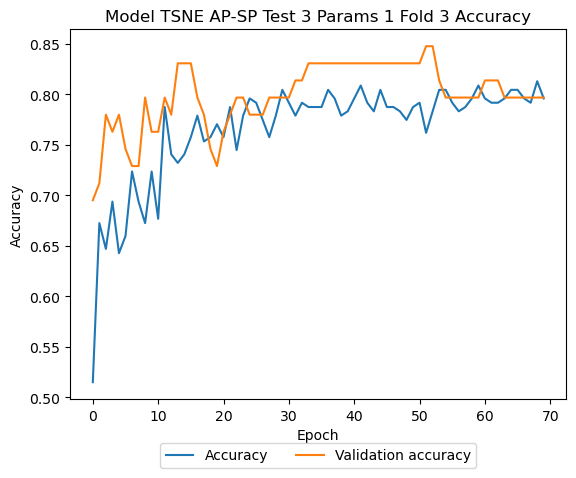 Model TSNE AP-SP Test 3 Params 1 Fold 3 Accuracy
0.85
0.80
0.75
0.70
0.65
0.60
0.55
0.50
Accuracy
0 10 20 30 40 50 60 70
Epoch
Accuracy Validation accuracy